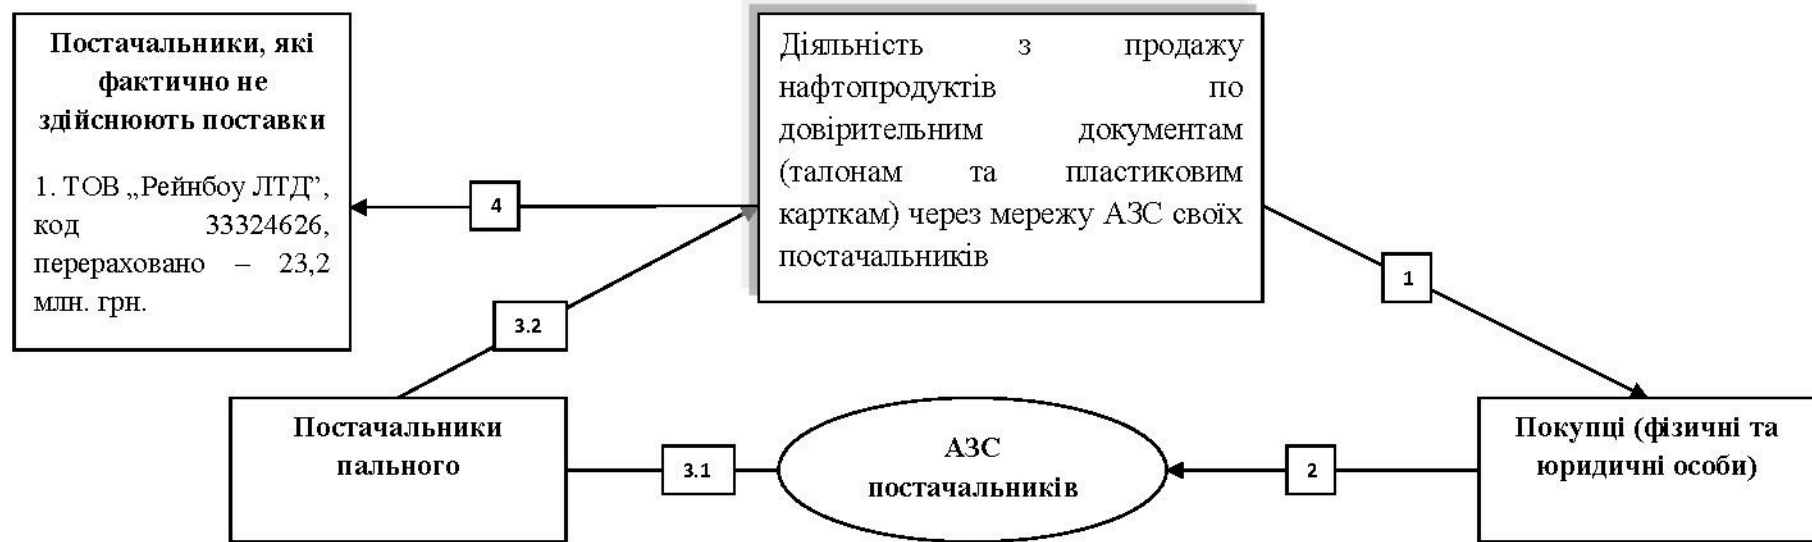 Постачальники, які
фактично не
здійснюють поставки
1. ТОВ „Рейнбоу ЛТД”,
код 33324626,
перераховано – 23,2
млн. грн.
Діяльність з продажу
нафтопродуктів по
довірительним документам
(талонам та пластиковим
карткам) через мережу АЗС своїх
постачальників
4
1
3.2
Постачальники
пального
3.1
АЗС
постачальників
2
Покупці (фізичні та
юридичні особи)